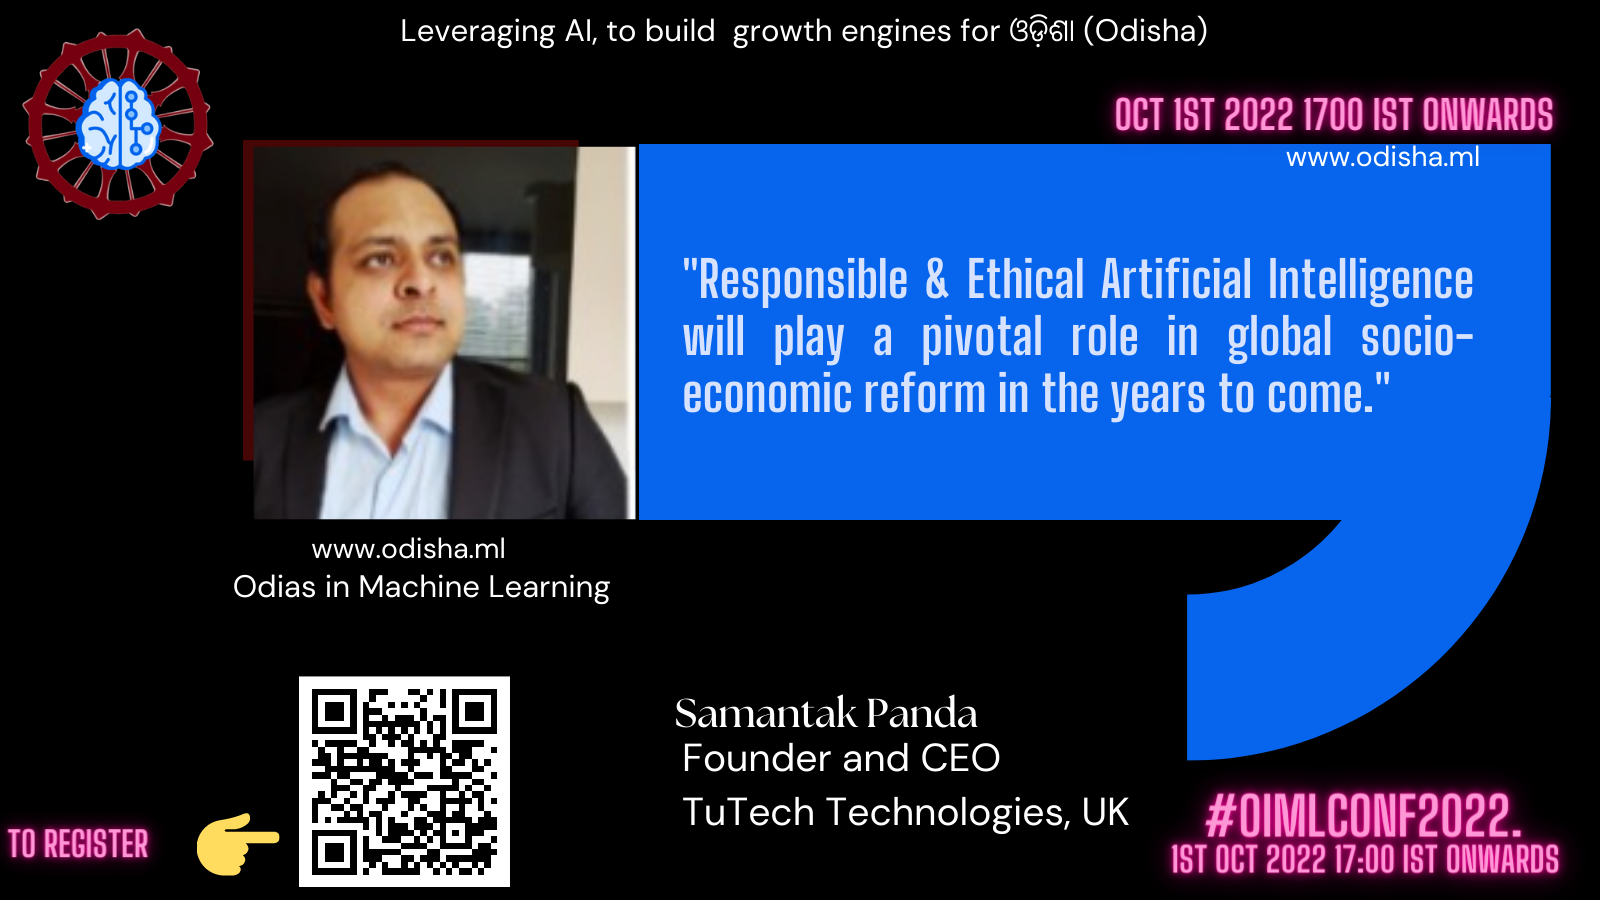 Leveraging AI, to build growth engines for ଓଡ଼ିଶା (Odisha)
OCT 1ST 2022 1700 IST ONWARDS
www.odisha.ml
"Responsible & Ethical Artificial Intelligence
will play a pivotal role in global socio-
economic reform in the years to come."
www.odisha.ml
Odias in Machine Learning
Samantak Panda
Founder and CEO
TuTech Technologies, UK
TO REGISTER
#OIMLCONF2022.
1ST OCT 2022 17:00 IST ONWARDS